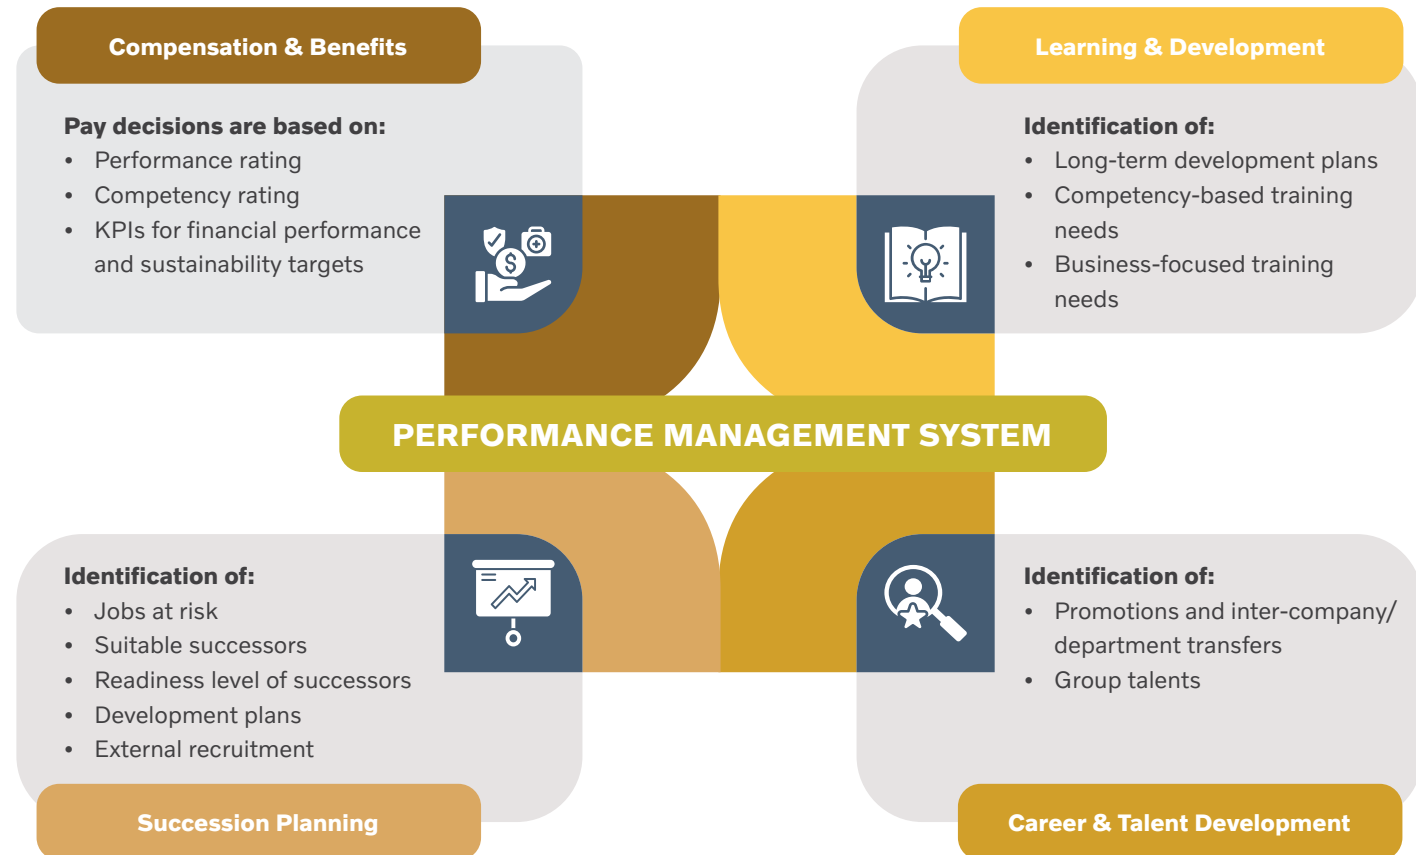 Compensation & Benefits
Pay decisions are based on:
• Performance rating
• Competency rating
• KPIs for financial performance
and sustainability targets
Learning & Development
Identification of:
• Long-term development plans
• Competency-based training
needs
• Business-focused training
needs
PERFORMANCE MANAGEMENT SYSTEM
Identification of:
• Jobs at risk
• Suitable successors
• Readiness level of successors
• Development plans
• External recruitment
Succession Planning
Identification of:
• Promotions and inter-company/
department transfers
• Group talents
Career & Talent Development